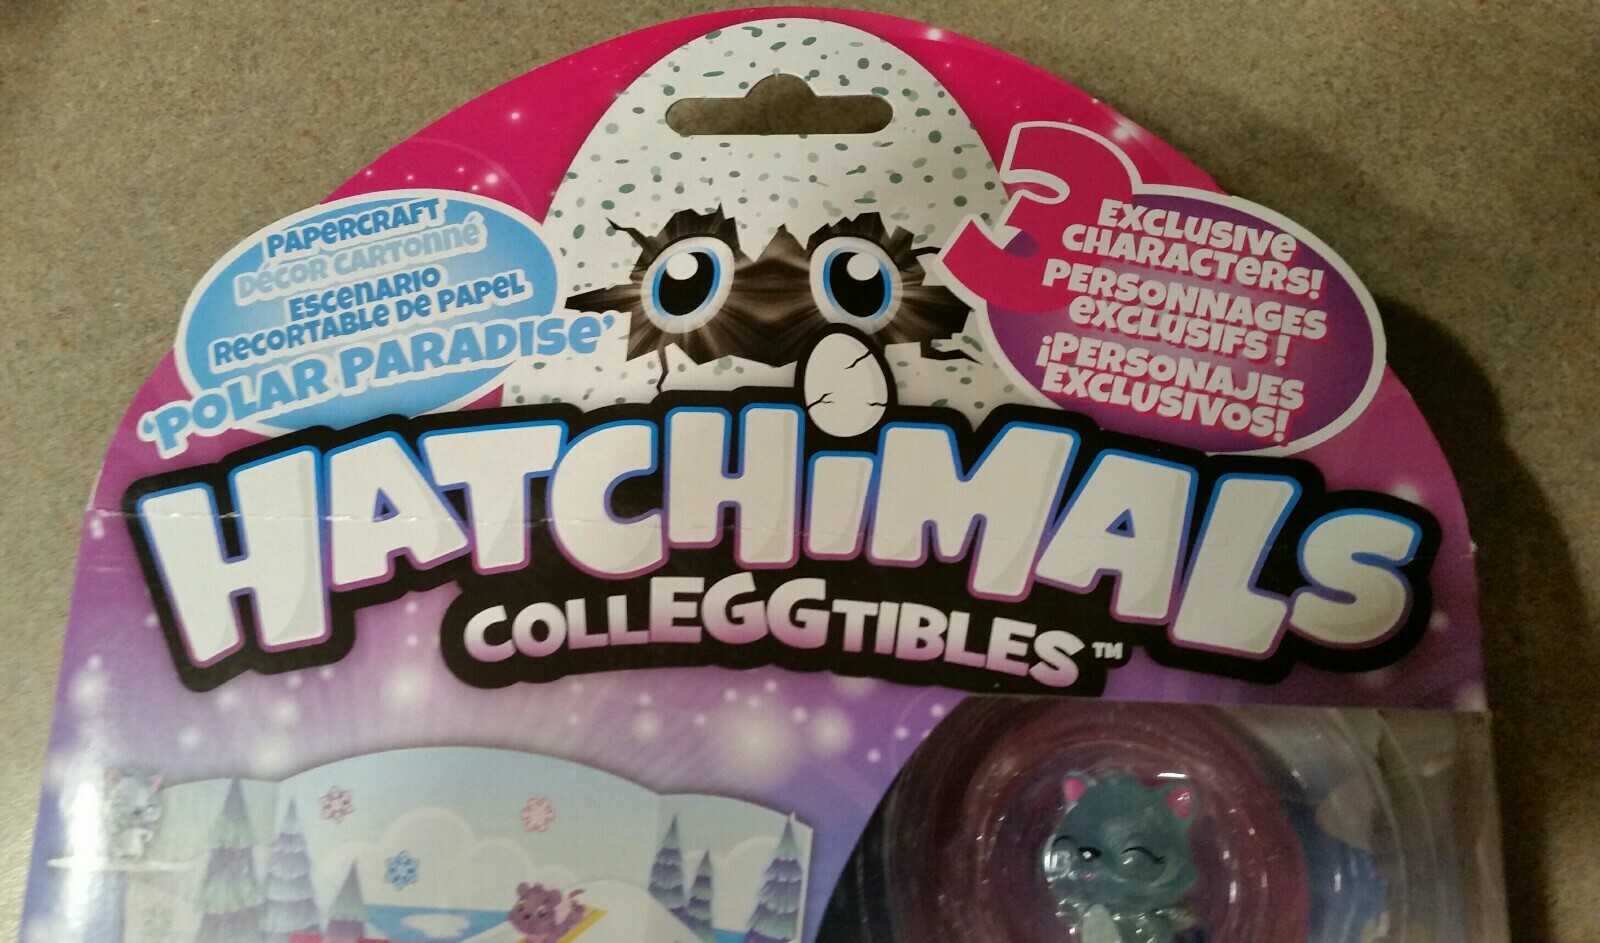 PAPERCRAFT
DÉCOR CARTONNÉ
ESCENARIO
RECORTABLE DE PAPEL
'POLAR PARADISE'
3 EXCLUSIVE
CHARACTERS!
PERSONNAGES
EXCLUSIFS !
¡PERSONAJES
EXCLUSIVOS!
HATCHiMALS
COLLEGGTIBLES™